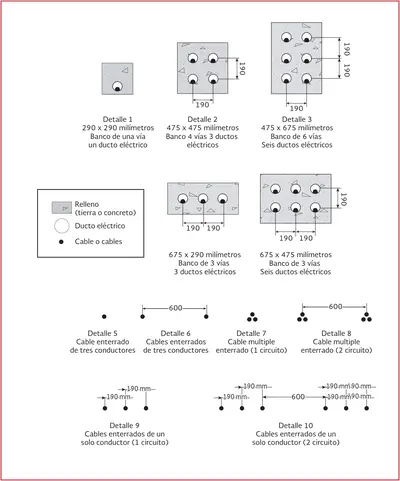 190
190
190
190
190
190
Detalle 1
290 x 290 milímetros
Banco de una vía
un ducto eléctrico
Detalle 2
475 x 475 milímetros
Banco 4 vías 3 ductos
eléctricos
Detalle 3
475 x 675 milímetros
Banco de 6 vías
Seis ductos eléctricos
Relleno
(tierra o concreto)
Ducto eléctrico
Cable o cables
190 190
190
190 190
675 x 290 milímetros
Banco de 3 vías
3 ductos eléctricos
675 x 475 milímetros
Banco de 3 vías
Seis ductos eléctricos
600
600
Detalle 5
Cable enterrado
de tres conductores
Detalle 6
Cables enterrados
de tres conductores
Detalle 7
Cable multiple
enterrado (1 circuito)
Detalle 8
Cable multiple
enterrado (2 circuito)
190 mm
190 mm
190 mm
190 mm
600
190 mm
190 mm
190 mm
Detalle 9
Cables enterrados de un
solo conductor (1 circuito)
Detalle 10
Cables enterrados de un
solo conductor (2 circuito)